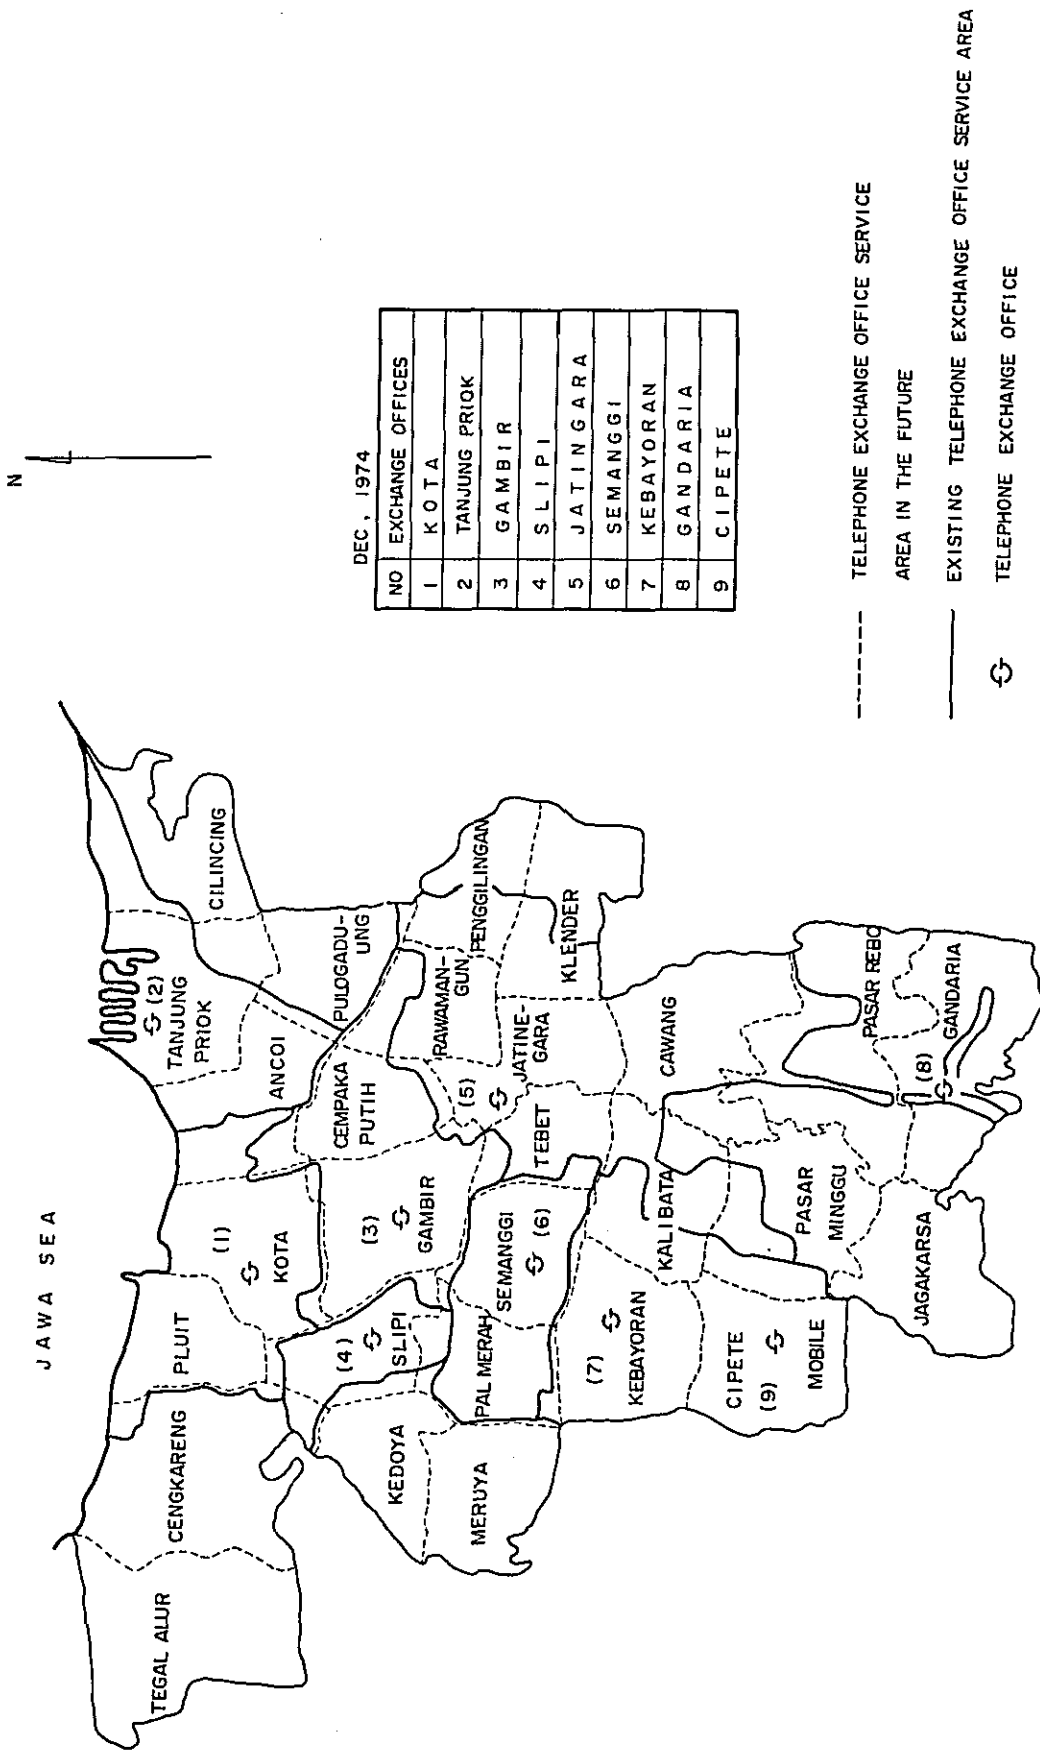 N
JAWA SEA
TEGAL ALUR
CENGKARENG
PLUIT
(1)
KOTA
(2)
TANJUNG
PRIOK
ANCOI
CILINCING
PULOGADU-
UNG
KEDOYA
MERUYA
(4)
SLIPI
(3)
GAMBIR
CEMPAKA
PUTIH
RAWAMAN-
GUN
PENGGILINGAN
PAL MERAH
SEMANGGI
(6)
(5)
JATINE-
GARA
TEBET
KLENDER
(7)
KEBAYORAN
KALIBATA
CAWANG
CIPETE
(9)
MOBILE
PASAR
MINGGU
PASAR REBO
(8)
GANDARIA
JAGAKARSA
DEC, 1974
NO EXCHANGE OFFICES
1 KOTA
2 TANJUNG PRIOK
3 GAMBIR
4 SLIPI
5 JATINGARA
6 SEMANGGI
7 KEBAYORAN
8 GANDARIA
9 CIPETE
TELEPHONE EXCHANGE OFFICE SERVICE
AREA IN THE FUTURE
EXISTING TELEPHONE EXCHANGE OFFICE SERVICE AREA
TELEPHONE EXCHANGE OFFICE